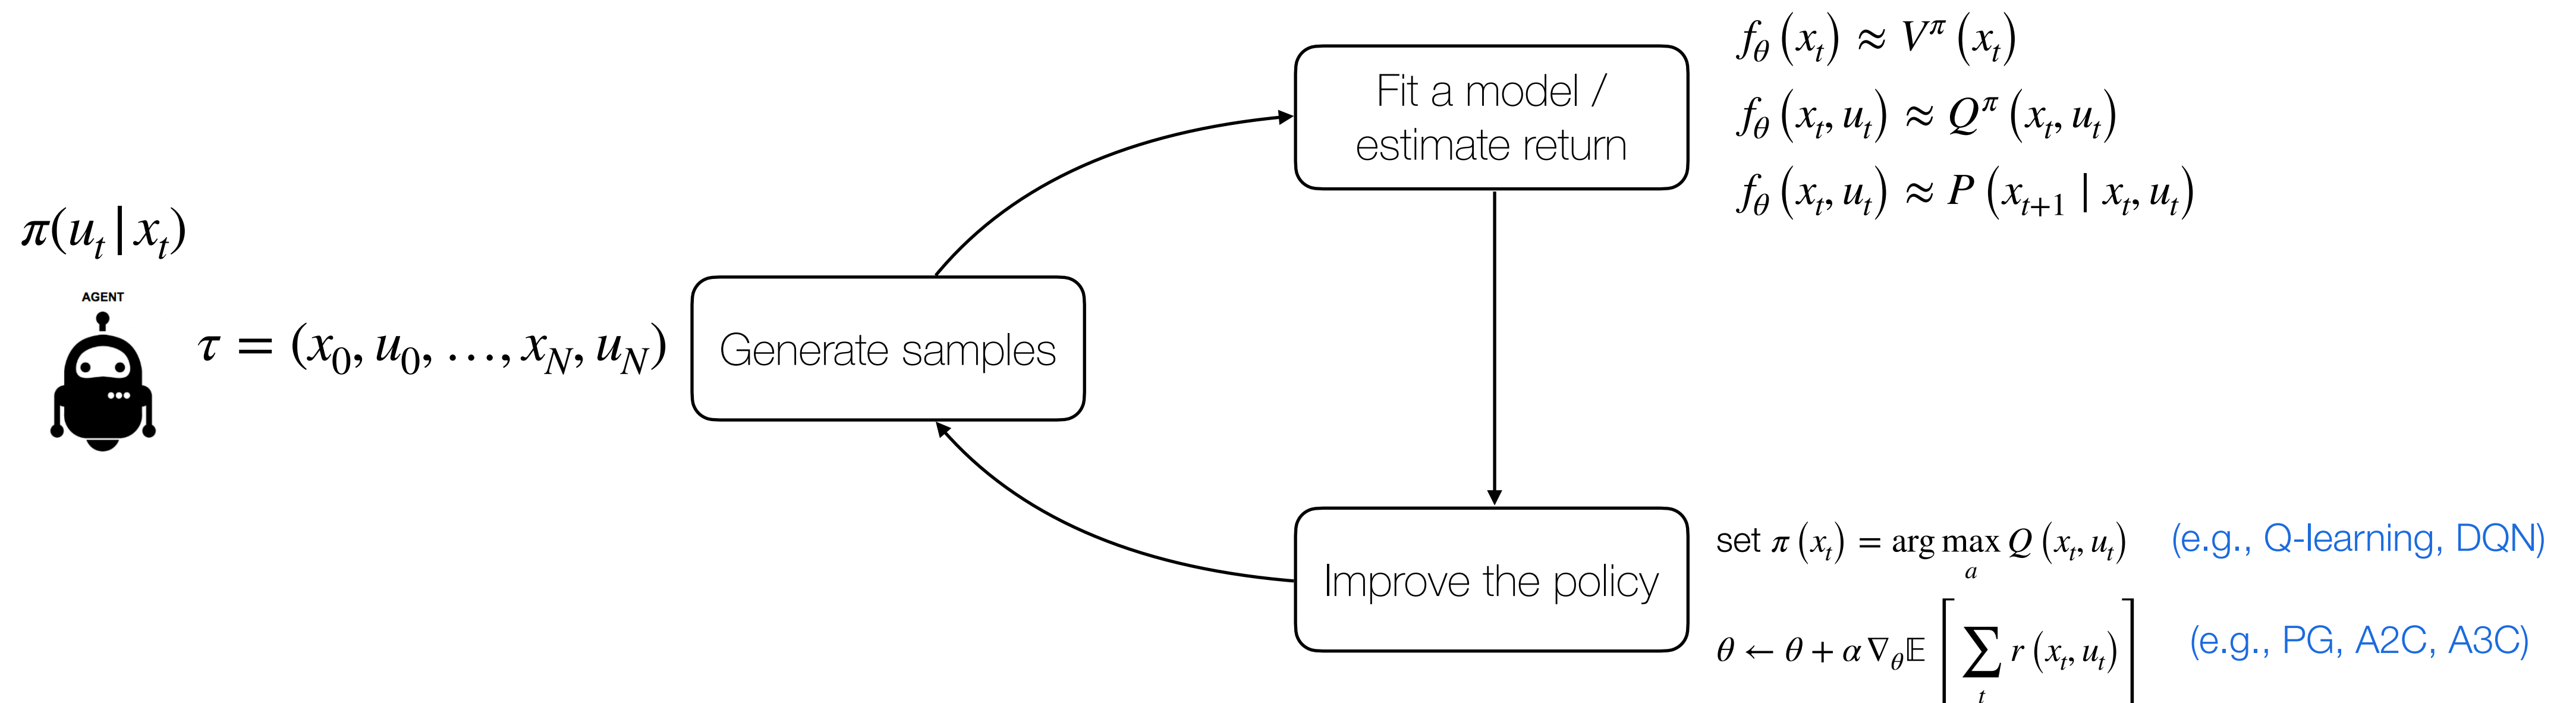 π(u_t | x_t)
AGENT
τ = (x_0, u_0, …, x_N, u_N)
Generate samples
Fit a model /
estimate return
f_θ (x_t) ≈ V^π (x_t)
f_θ (x_t, u_t) ≈ Q^π (x_t, u_t)
f_θ (x_t, u_t) ≈ P (x_{t+1} | x_t, u_t)
Improve the policy
set π (x_t) = arg max_a Q (x_t, u_t) (e.g., Q-learning, DQN)
θ ← θ + α ∇_θ 𝔼 [ ∑_t r (x_t, u_t) ] (e.g., PG, A2C, A3C)